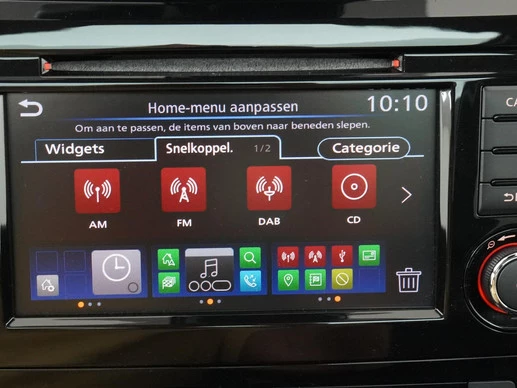 Home-menu aanpassen
10:10
Om aan te passen, de items van boven naar beneden slepen.
Widgets
Snelkoppel. 1/2
Categorie
AM
FM
DAB
CD
CA